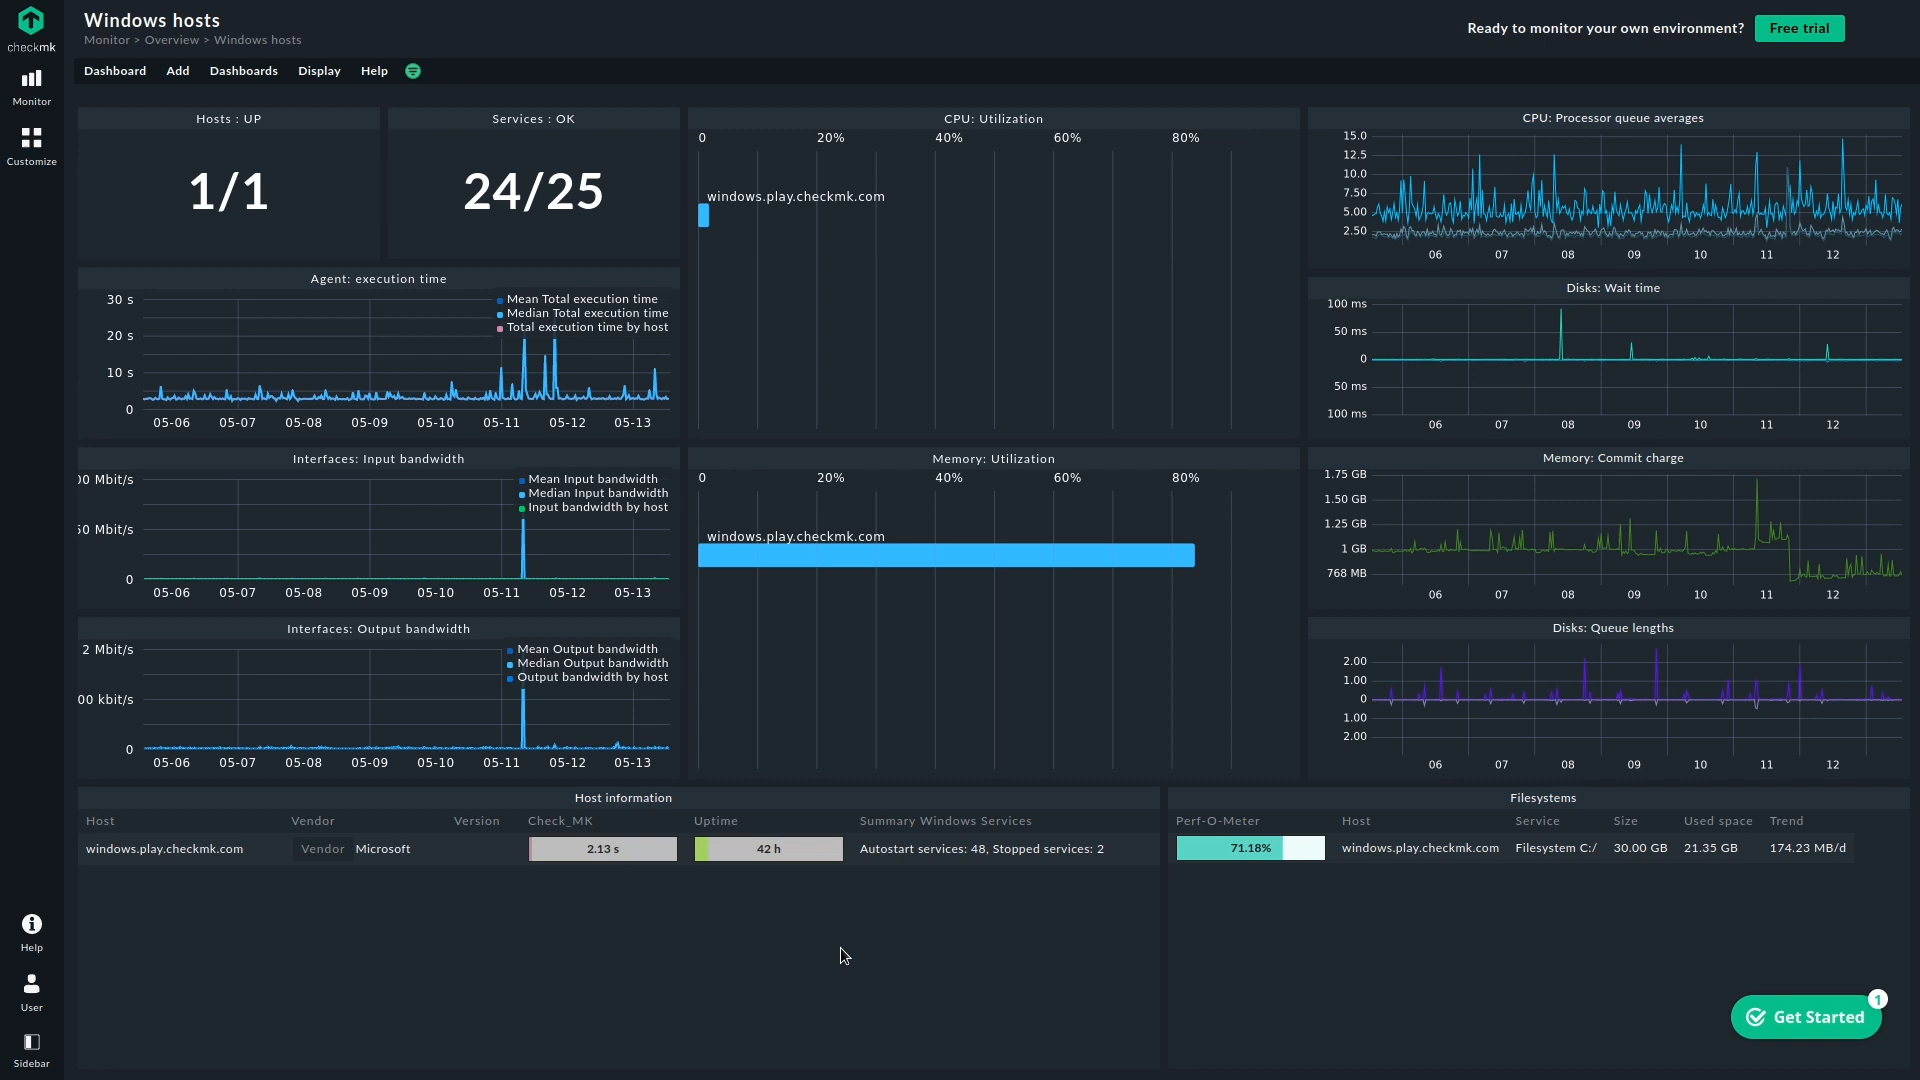 checkmk
Monitor
Customize
Help
User
Sidebar
Windows hosts
Monitor > Overview > Windows hosts
Ready to monitor your own environment?
Free trial
Dashboard Add Dashboards Display Help
Hosts : UP
1/1
Services : OK
24/25
Agent: execution time
Mean Total execution time
Median Total execution time
Total execution time by host
30 s
20 s
10 s
0
05-06 05-07 05-08 05-09 05-10 05-11 05-12 05-13
Interfaces: Input bandwidth
Mean Input bandwidth
Median Input bandwidth
Input bandwidth by host
00 Mbit/s
50 Mbit/s
0
05-06 05-07 05-08 05-09 05-10 05-11 05-12 05-13
Interfaces: Output bandwidth
Mean Output bandwidth
Median Output bandwidth
Output bandwidth by host
2 Mbit/s
00 kbit/s
0
05-06 05-07 05-08 05-09 05-10 05-11 05-12 05-13
CPU: Utilization
0 20% 40% 60% 80%
windows.play.checkmk.com
Memory: Utilization
0 20% 40% 60% 80%
windows.play.checkmk.com
CPU: Processor queue averages
15.0
12.5
10.0
7.50
5.00
2.50
06 07 08 09 10 11 12
Disks: Wait time
100 ms
50 ms
0
50 ms
100 ms
06 07 08 09 10 11 12
Memory: Commit charge
1.75 GB
1.50 GB
1.25 GB
1 GB
768 MB
06 07 08 09 10 11 12
Disks: Queue lengths
2.00
1.00
0
1.00
2.00
06 07 08 09 10 11 12
Host information
Host Vendor Version Check_MK Uptime Summary Windows Services
windows.play.checkmk.com Vendor Microsoft 2.13 s 42 h Autostart services: 48, Stopped services: 2
Filesystems
Perf-O-Meter Host Service Size Used space Trend
71.18% windows.play.checkmk.com Filesystem C:/ 30.00 GB 21.35 GB 174.23 MB/d
Get Started
1